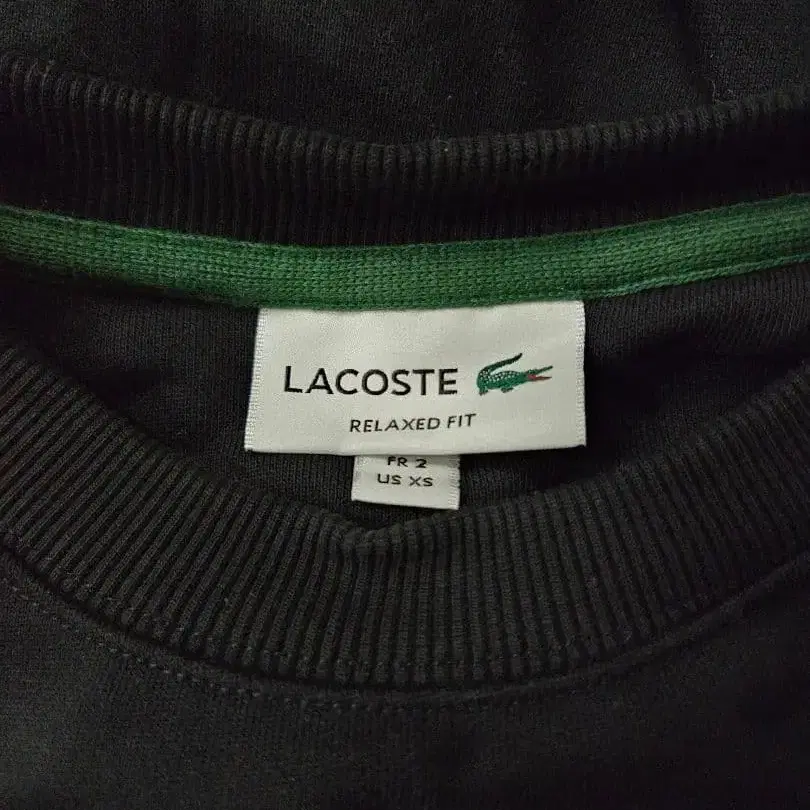 LACOSTE
RELAXED FIT
FR 2
US XS